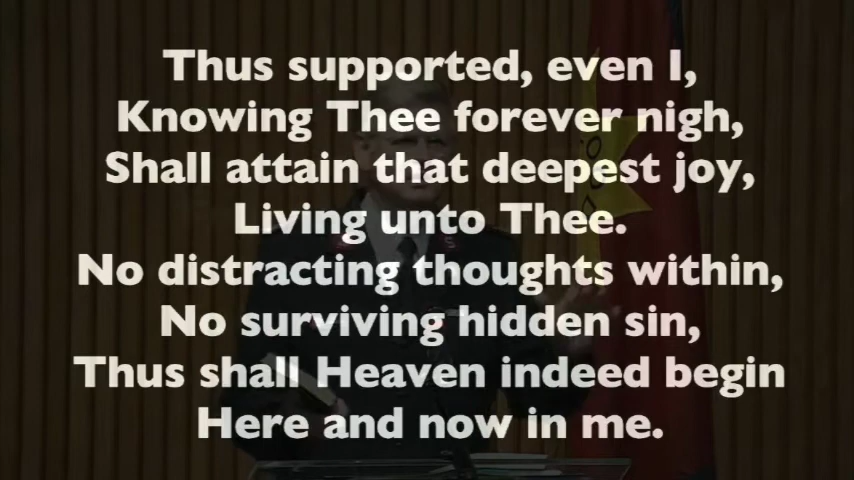 Thus supported, even I,
Knowing Thee forever nigh,
Shall attain that deepest joy,
Living unto Thee.
No distracting thoughts within,
No surviving hidden sin,
Thus shall Heaven indeed begin
Here and now in me.